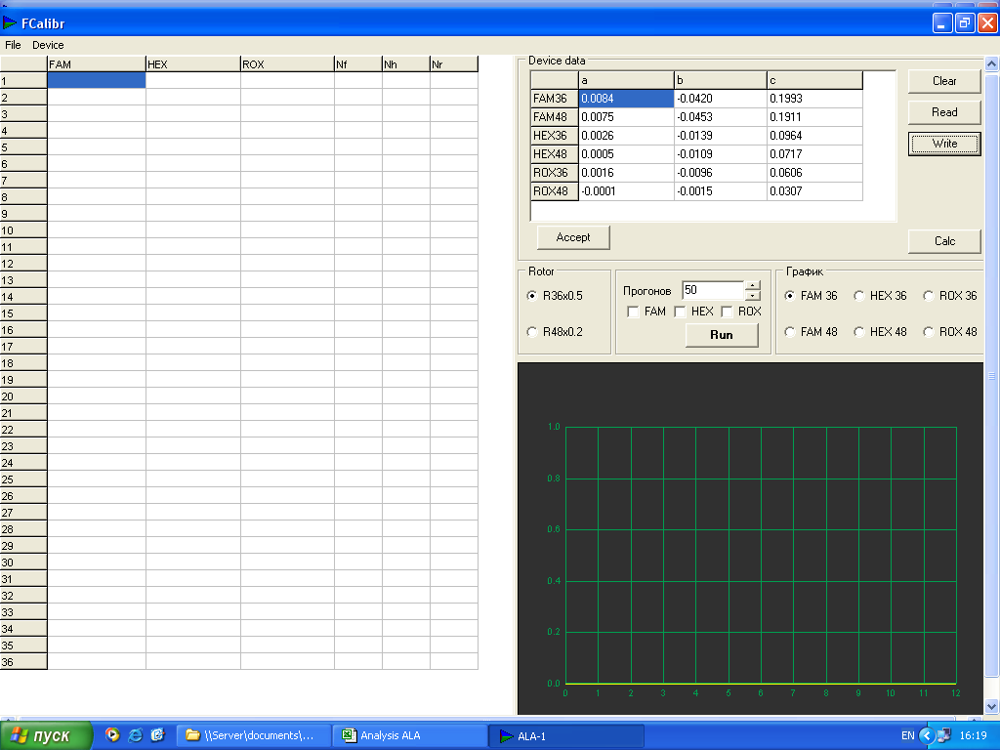 FCalibr
File Device
FAM HEX ROX Nf Nh Nr
1
2
3
4
5
6
7
8
9
10
11
12
13
14
15
16
17
18
19
20
21
22
23
24
25
26
27
28
29
30
31
32
33
34
35
36
Device data
a b c
FAM36 0.0084 -0.0420 0.1993
FAM48 0.0075 -0.0453 0.1911
HEX36 0.0026 -0.0139 0.0964
HEX48 0.0005 -0.0109 0.0717
ROX36 0.0016 -0.0096 0.0606
ROX48 -0.0001 -0.0015 0.0307
Clear
Read
Write
Accept
Calc
Rotor
R36x0.5
R48x0.2
Прогонов 50
FAM HEX ROX
Run
График
FAM 36 HEX 36 ROX 36
FAM 48 HEX 48 ROX 48
1.0
0.8
0.6
0.4
0.2
0.0
0 1 2 3 4 5 6 7 8 9 10 11 12
пуск \\Server\documents\... Analysis ALA ALA-1 EN 16:19